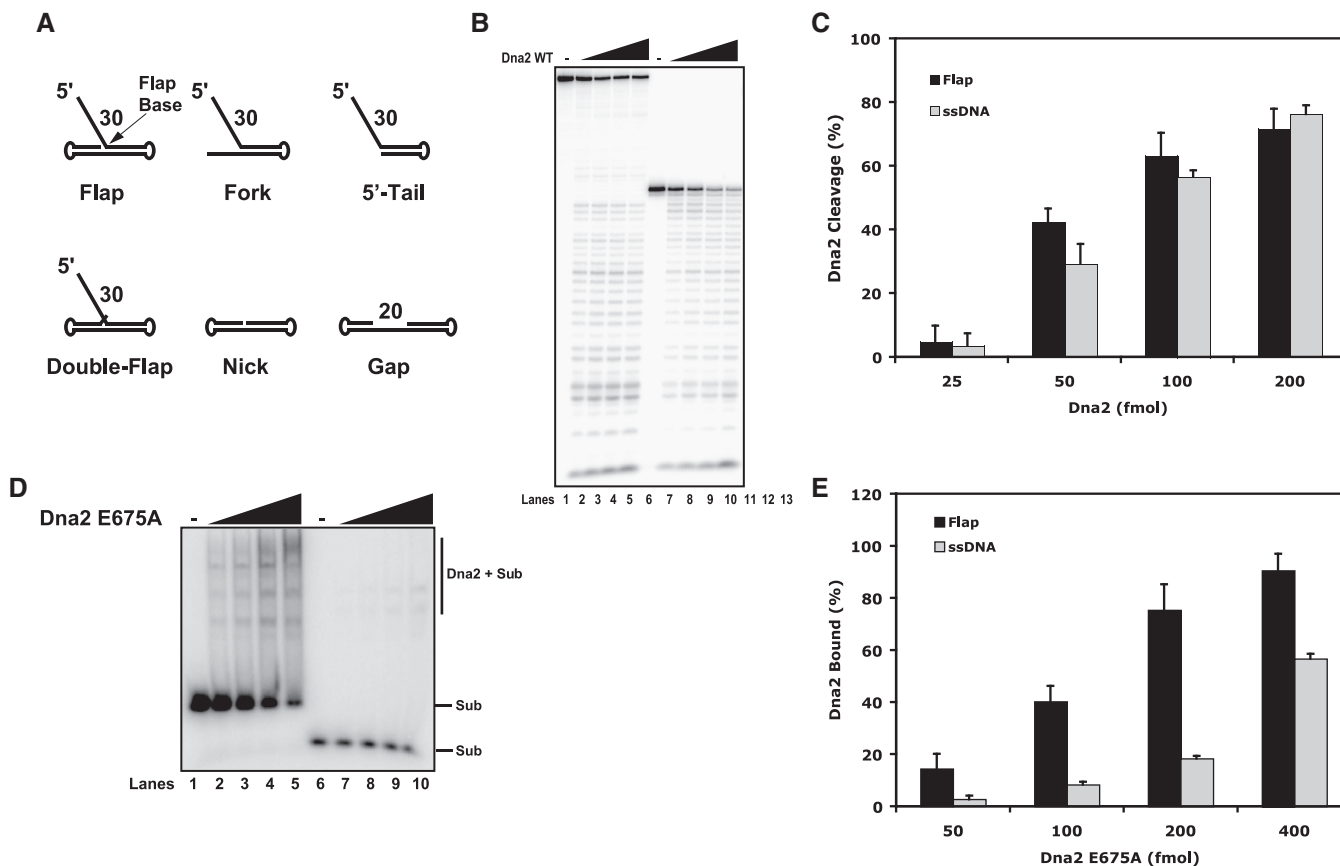 A
5'
30
Flap
Base
Flap
5'
30
Fork
5'
30
5'-Tail
5'
30
Double-Flap
Nick
20
Gap
B
Dna2 WT
- -
Lanes 1 2 3 4 5 6 7 8 9 10 11 12 13
C
Flap
ssDNA
Dna2 Cleavage (%)
100
80
60
40
20
0
25 50 100 200
Dna2 (fmol)
D
Dna2 E675A
- -
Dna2 + Sub
Sub
Sub
Lanes 1 2 3 4 5 6 7 8 9 10
E
Flap
ssDNA
Dna2 Bound (%)
120
100
80
60
40
20
0
50 100 200 400
Dna2 E675A (fmol)